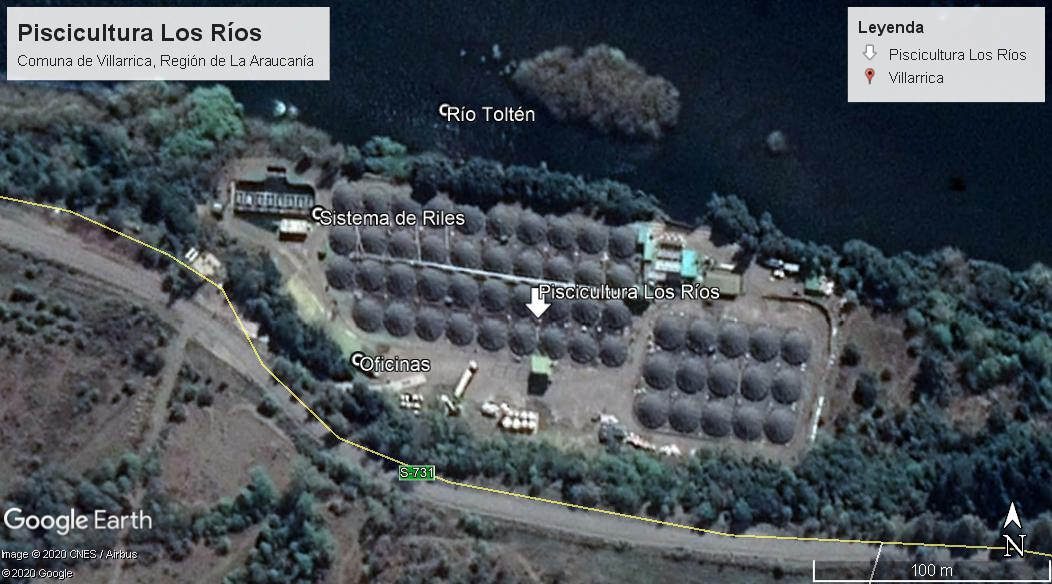 Piscicultura Los Ríos
Comuna de Villarrica, Región de La Araucanía
Leyenda
Piscicultura Los Ríos
Villarrica
Río Toltén
Sistema de Riles
Piscicultura Los Ríos
Oficinas
S-731
Google Earth
Image © 2020 CNES / Airbus
© 2020 Google
N
100 m